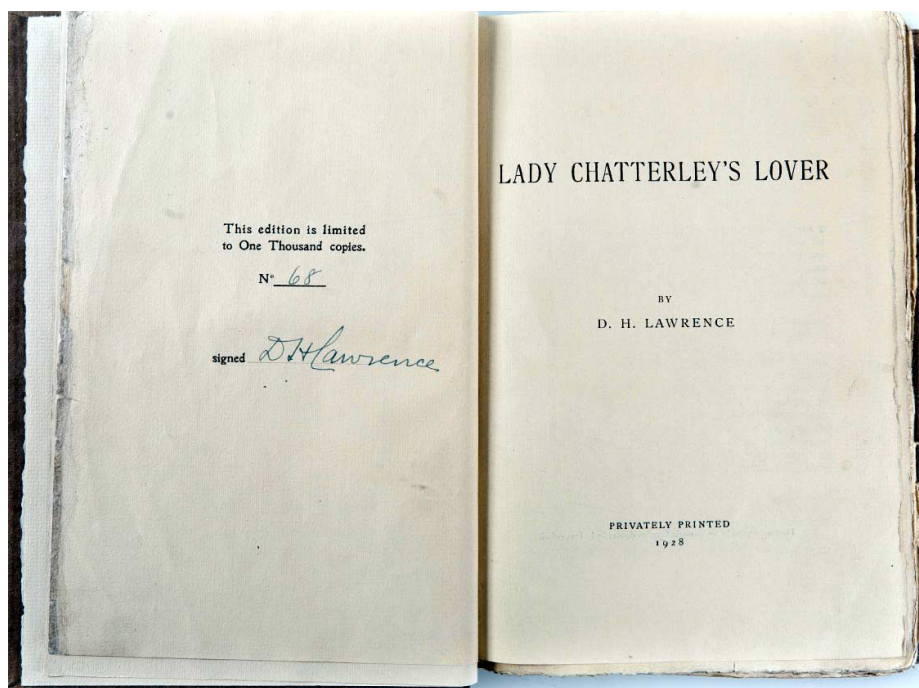 This edition is limited
to One Thousand copies.
Nº 68
signed D H Lawrence
LADY CHATTERLEY'S LOVER
BY
D. H. LAWRENCE
PRIVATELY PRINTED
1928